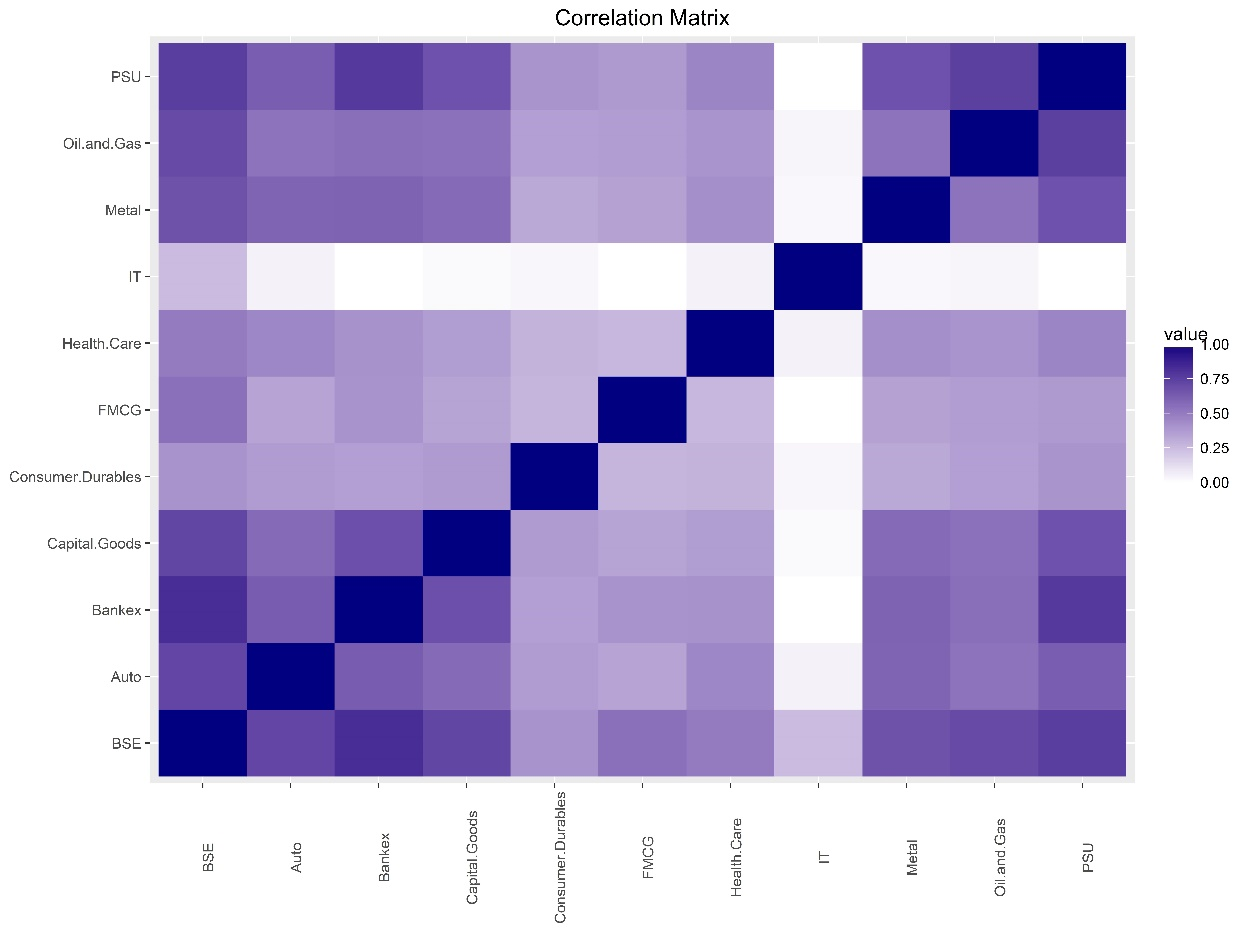 Correlation Matrix
PSU
Oil.and.Gas
Metal
IT
Health.Care
FMCG
Consumer.Durables
Capital.Goods
Bankex
Auto
BSE
BSE
Auto
Bankex
Capital.Goods
Consumer.Durables
FMCG
Health.Care
IT
Metal
Oil.and.Gas
PSU
value
1.00
0.75
0.50
0.25
0.00